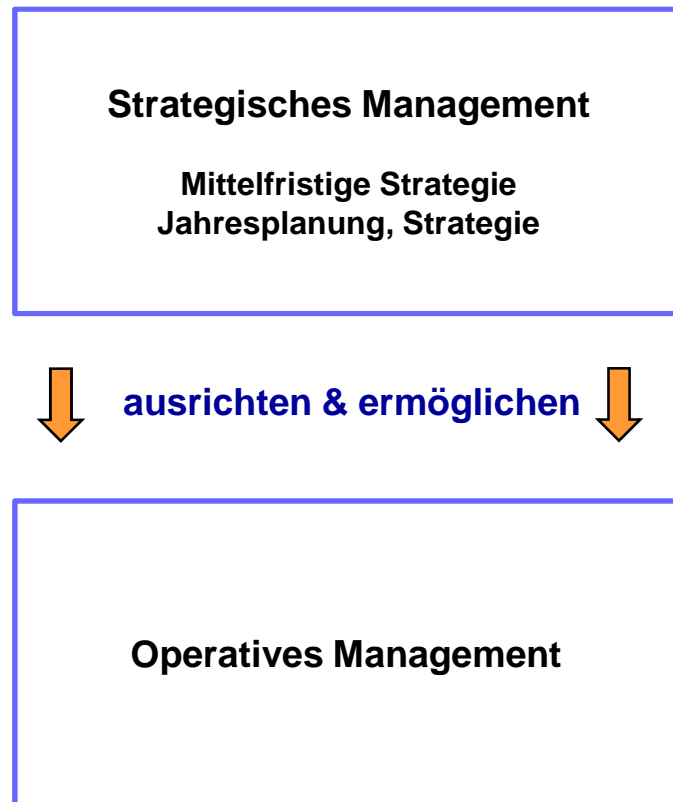 Strategisches Management
Mittelfristige Strategie
Jahresplanung, Strategie
ausrichten & ermöglichen
Operatives Management